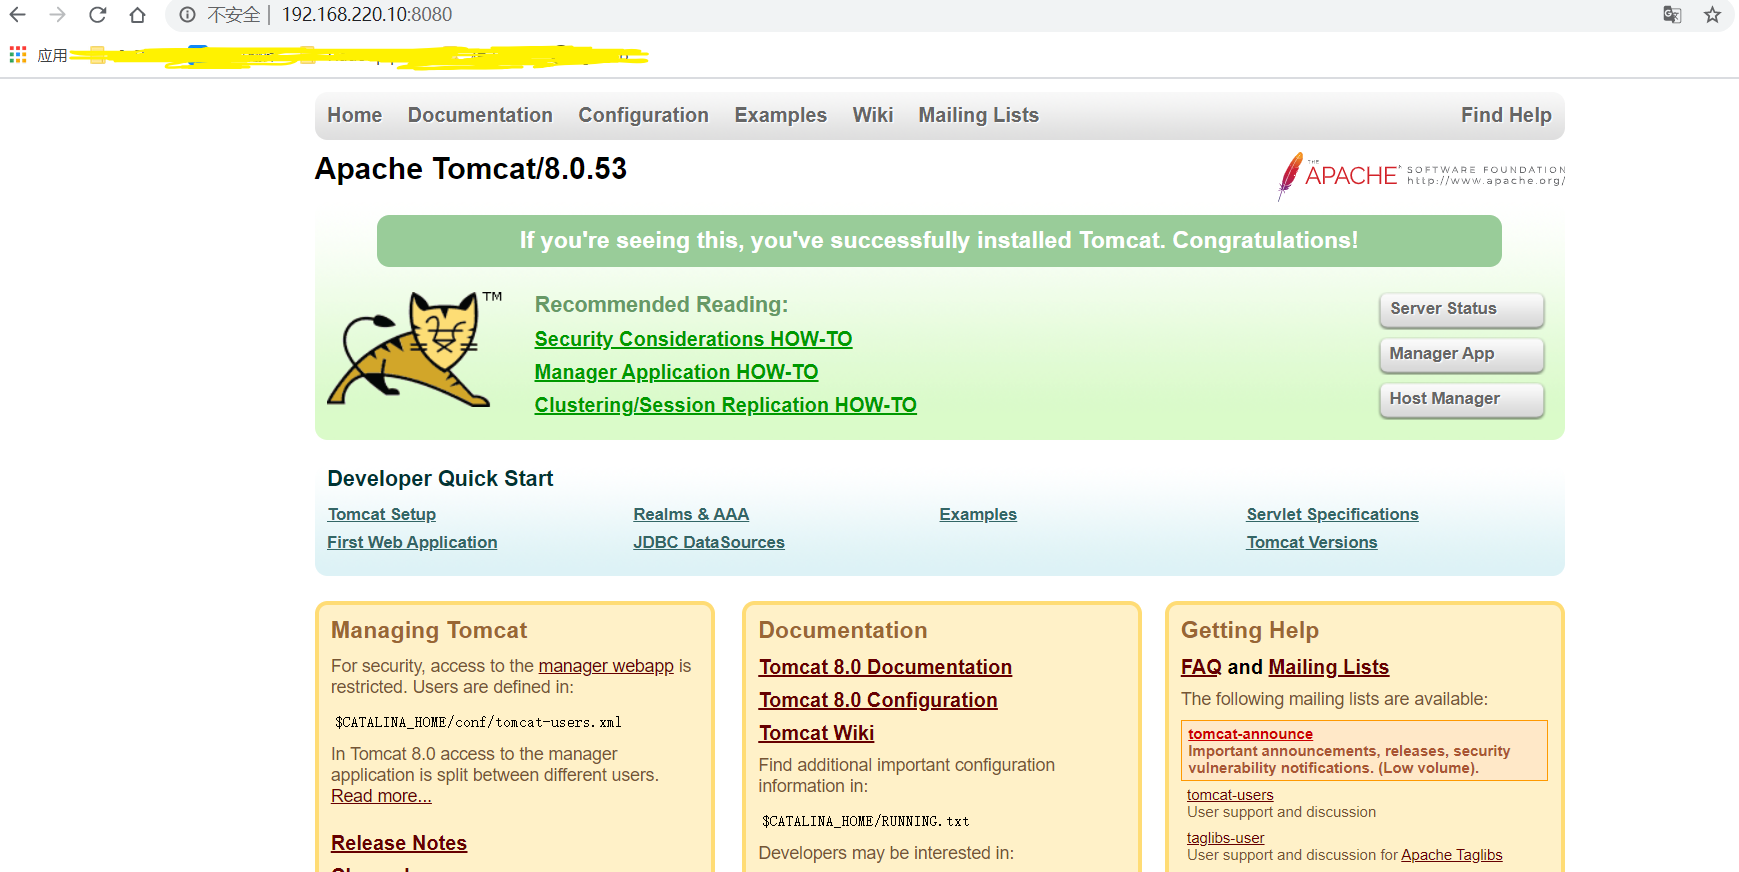 不安全 | 192.168.220.10:8080
应用
Home Documentation Configuration Examples Wiki Mailing Lists Find Help
Apache Tomcat/8.0.53
THE APACHE SOFTWARE FOUNDATION
http://www.apache.org/
If you're seeing this, you've successfully installed Tomcat. Congratulations!
TM
Recommended Reading:
Security Considerations HOW-TO
Manager Application HOW-TO
Clustering/Session Replication HOW-TO
Server Status
Manager App
Host Manager
Developer Quick Start
Tomcat Setup Realms & AAA Examples Servlet Specifications
First Web Application JDBC DataSources Tomcat Versions
Managing Tomcat
For security, access to the manager webapp is
restricted. Users are defined in:
$CATALINA_HOME/conf/tomcat-users.xml
In Tomcat 8.0 access to the manager
application is split between different users.
Read more...
Release Notes
Documentation
Tomcat 8.0 Documentation
Tomcat 8.0 Configuration
Tomcat Wiki
Find additional important configuration
information in:
$CATALINA_HOME/RUNNING.txt
Developers may be interested in:
Getting Help
FAQ and Mailing Lists
The following mailing lists are available:
tomcat-announce
Important announcements, releases, security
vulnerability notifications. (Low volume).
tomcat-users
User support and discussion
taglibs-user
User support and discussion for Apache Taglibs